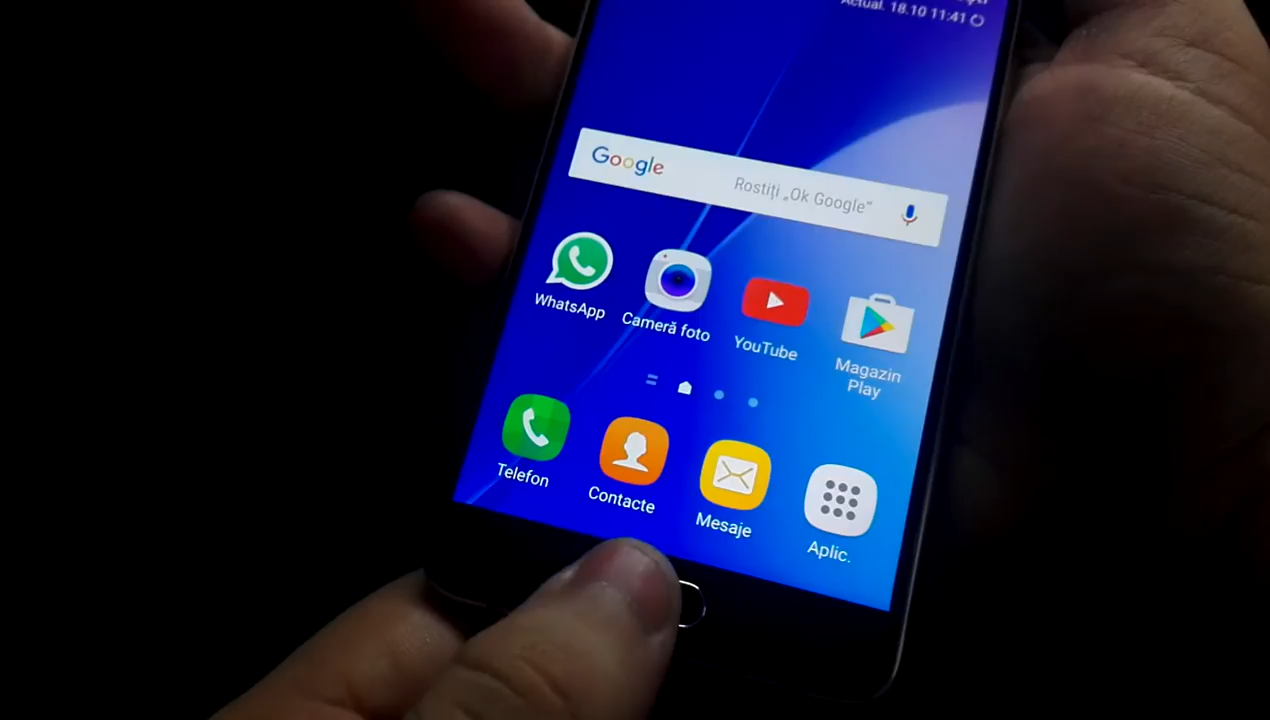 Actual. 18.10 11:41
Google
Rostiți „Ok Google“
WhatsApp
Cameră foto
YouTube
Magazin
Play
Telefon
Contacte
Mesaje
Aplic.